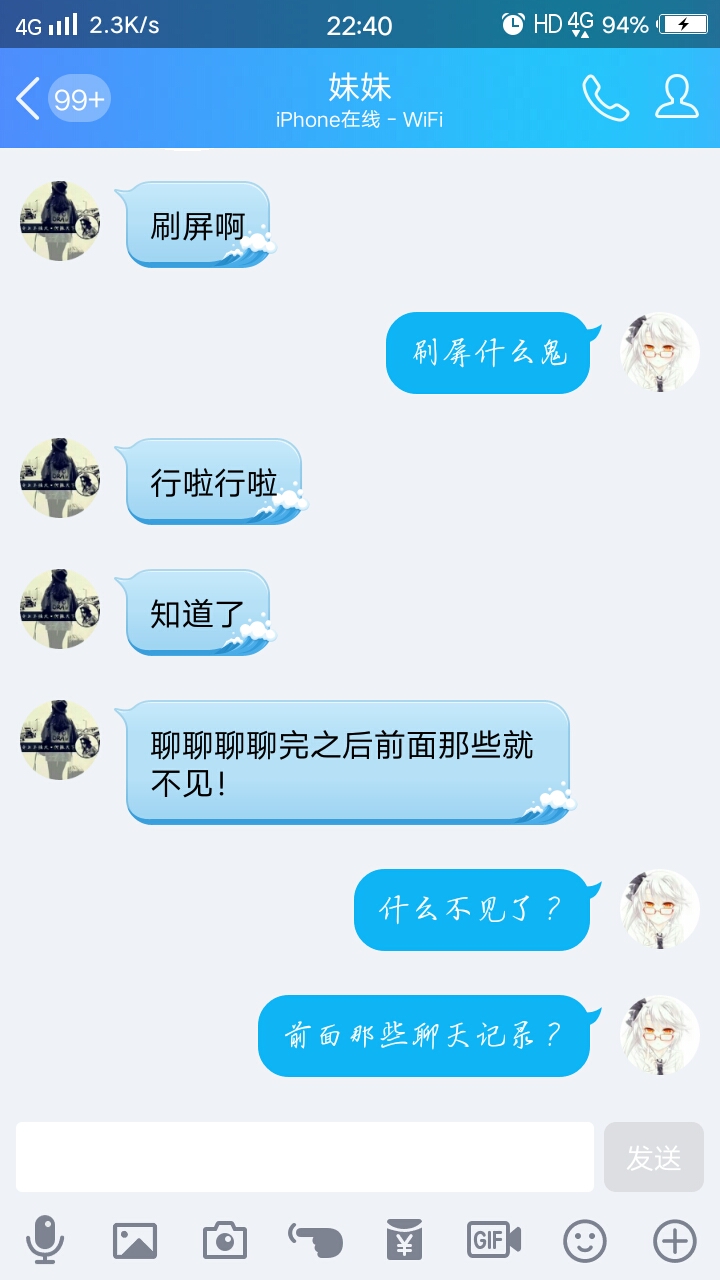 4G 2.3K/s 22:40 HD 4G 94%
99+
妹妹
iPhone在线 - WiFi
刷屏啊
刷屏什么鬼
行啦行啦
知道了
聊聊聊聊完之后前面那些就
不见!
什么不见了?
前面那些聊天记录?
发送
¥
GIF